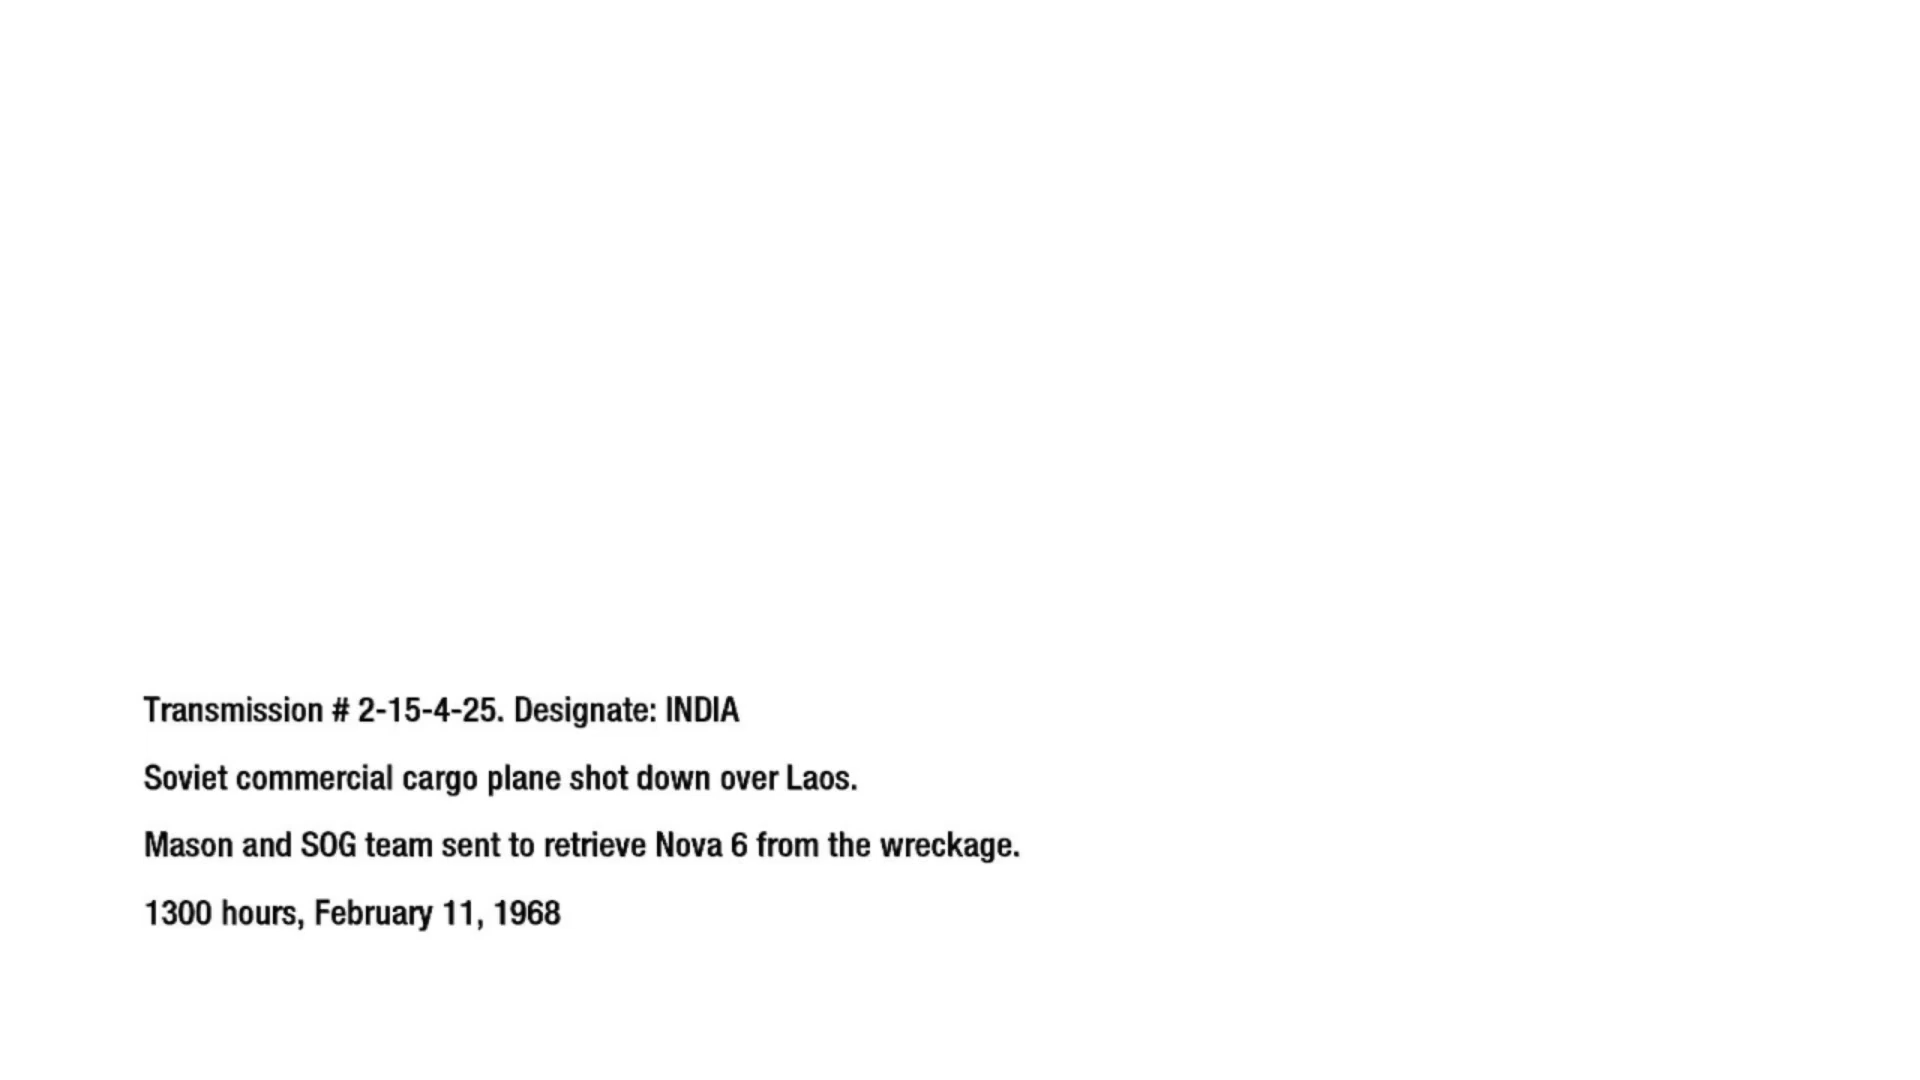 Transmission # 2-15-4-25. Designate: INDIA
Soviet commercial cargo plane shot down over Laos.
Mason and SOG team sent to retrieve Nova 6 from the wreckage.
1300 hours, February 11, 1968